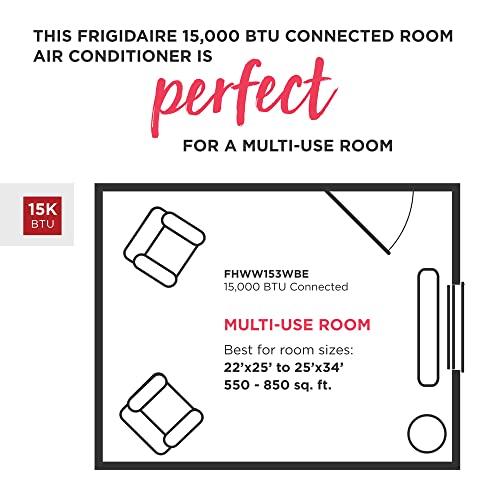 THIS FRIGIDAIRE 15,000 BTU CONNECTED ROOM
AIR CONDITIONER IS
perfect
FOR A MULTI-USE ROOM
15K
BTU
FHWW153WBE
15,000 BTU Connected
MULTI-USE ROOM
Best for room sizes:
22’x25’ to 25’x34’
550 - 850 sq. ft.